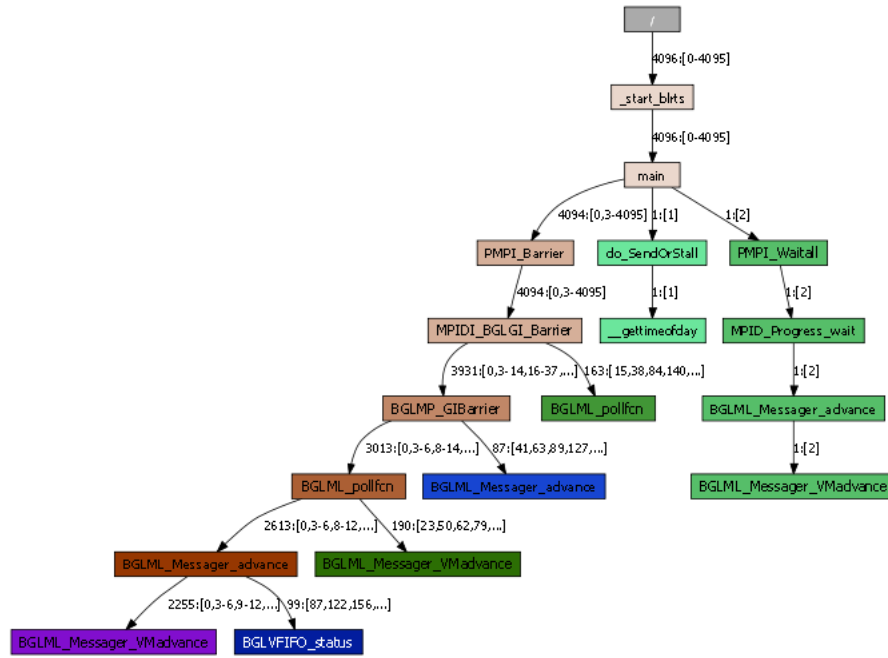 /
4096:[0-4095]
_start_blrts
4096:[0-4095]
main
4094:[0,3-4095] 1:[1] 1:[2]
PMPI_Barrier do_SendOrStall PMPI_Waitall
4094:[0,3-4095] 1:[1] 1:[2]
MPIDI_BGLGI_Barrier __gettimeofday MPID_Progress_wait
3931:[0,3-14,16-37,...] 163:[15,38,84,140,...] 1:[2]
BGLMP_GIBarrier BGLML_pollfcn BGLML_Messager_advance
3013:[0,3-6,8-14,...] 87:[41,63,89,127,...] 1:[2]
BGLML_pollfcn BGLML_Messager_advance BGLML_Messager_VMadvance
2613:[0,3-6,8-12,...] 190:[23,50,62,79,...]
BGLML_Messager_advance BGLML_Messager_VMadvance
2255:[0,3-6,9-12,...] 99:[87,122,156,...]
BGLML_Messager_VMadvance BGLVFIFO_status